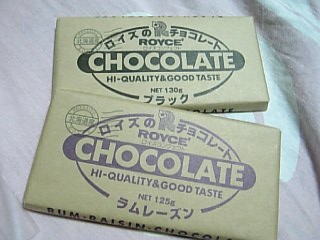 ロイズのチョコレート
ROYCE'
CHOCOLATE
HI-QUALITY&GOOD TASTE
NET 130g
ブラック
ロイズのチョコレート
ROYCE'
CHOCOLATE
HI-QUALITY&GOOD TASTE
NET 125g
ラムレーズン
RUM-RAISIN-CHOCOL